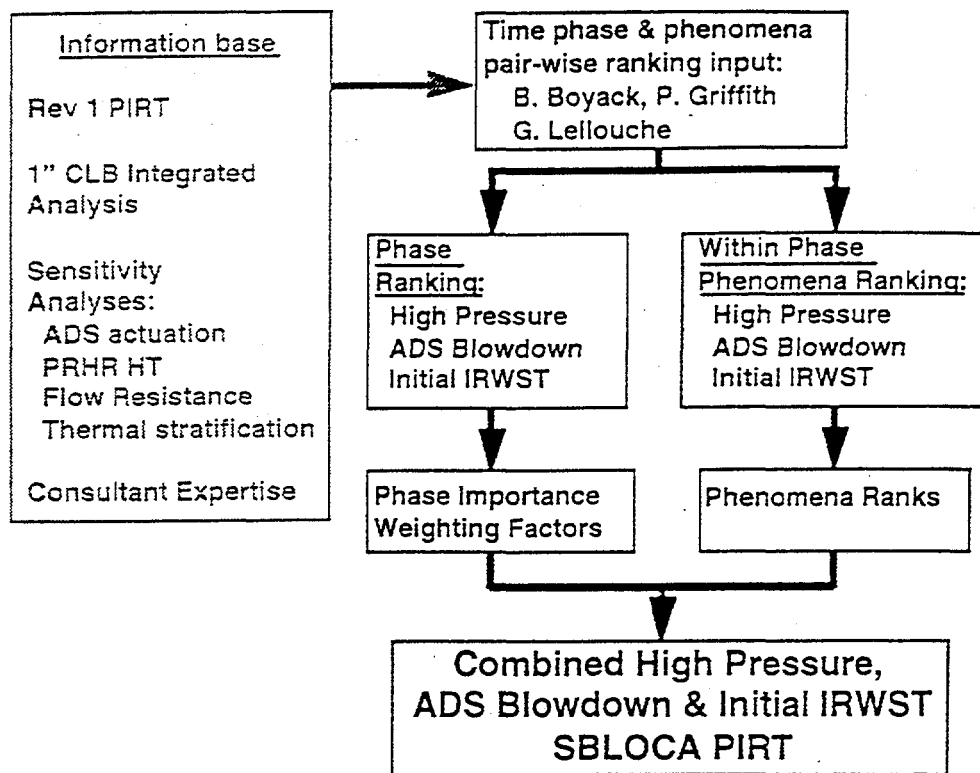 Information base
Rev 1 PIRT
1" CLB Integrated
Analysis
Sensitivity
Analyses:
ADS actuation
PRHR HT
Flow Resistance
Thermal stratification
Consultant Expertise
Time phase & phenomena
pair-wise ranking input:
B. Boyack, P. Griffith
G. Lellouche
Phase
Ranking:
High Pressure
ADS Blowdown
Initial IRWST
Within Phase
Phenomena Ranking:
High Pressure
ADS Blowdown
Initial IRWST
Phase Importance
Weighting Factors
Phenomena Ranks
Combined High Pressure,
ADS Blowdown & Initial IRWST
SBLOCA PIRT